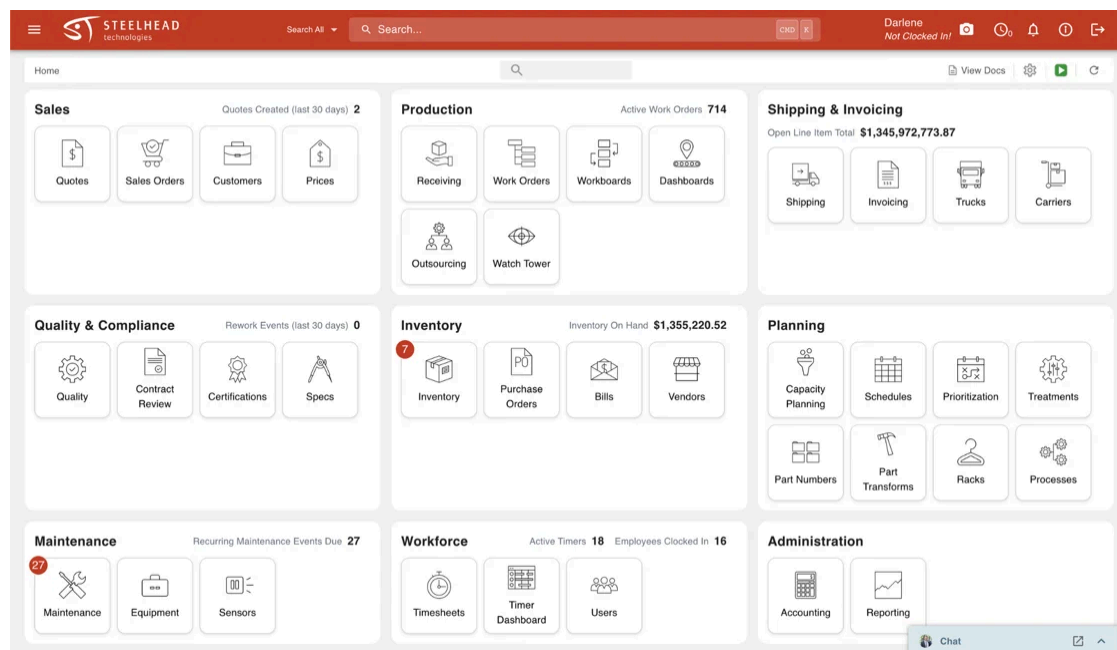 STEELHEAD
technologies
Search All
Search...
CMD K
Darlene
Not Clocked In!
0
Home
View Docs
Sales
Quotes Created (last 30 days) 2
$
Quotes
Sales Orders
Customers
$
Prices
Production
Active Work Orders 714
Receiving
Work Orders
Workboards
Dashboards
Outsourcing
Watch Tower
Shipping & Invoicing
Open Line Item Total $1,345,972,773.87
Shipping
Invoicing
Trucks
Carriers
Quality & Compliance
Rework Events (last 30 days) 0
Quality
Contract
Review
Certifications
Specs
Inventory
Inventory On Hand $1,355,220.52
7
Inventory
PO
Purchase
Orders
$
Bills
Vendors
Planning
Capacity
Planning
Schedules
Prioritization
Treatments
Part Numbers
Part
Transforms
Racks
Processes
Maintenance
Recurring Maintenance Events Due 27
27
Maintenance
Equipment
Sensors
Workforce
Active Timers 18 Employees Clocked In 16
Timesheets
Timer
Dashboard
Users
Administration
Accounting
Reporting
Chat